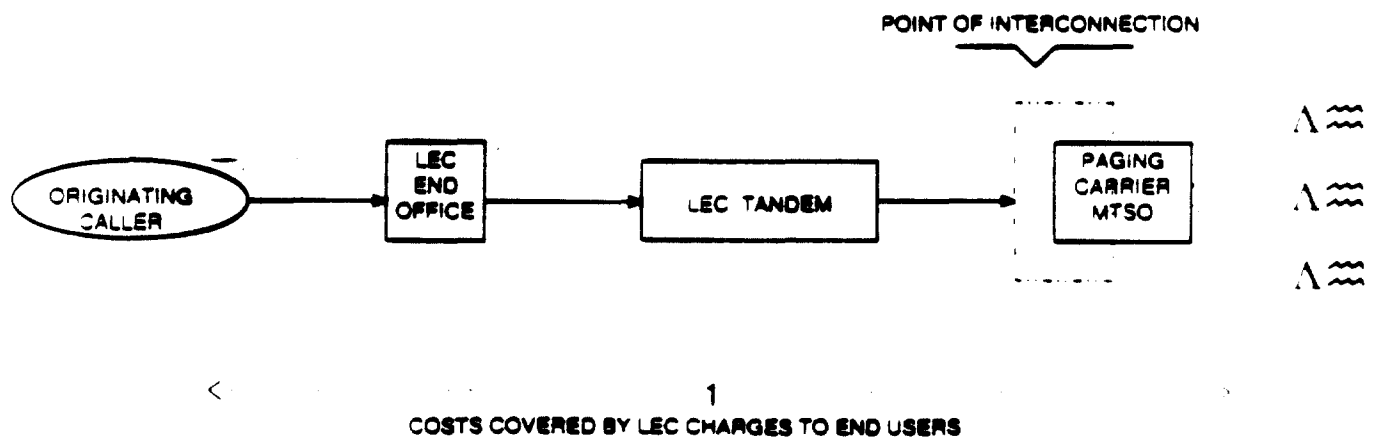 POINT OF INTERCONNECTION
ORIGINATING
CALLER
LEC
END
OFFICE
LEC TANDEM
PAGING
CARRIER
MTSO
1
COSTS COVERED BY LEC CHARGES TO END USERS